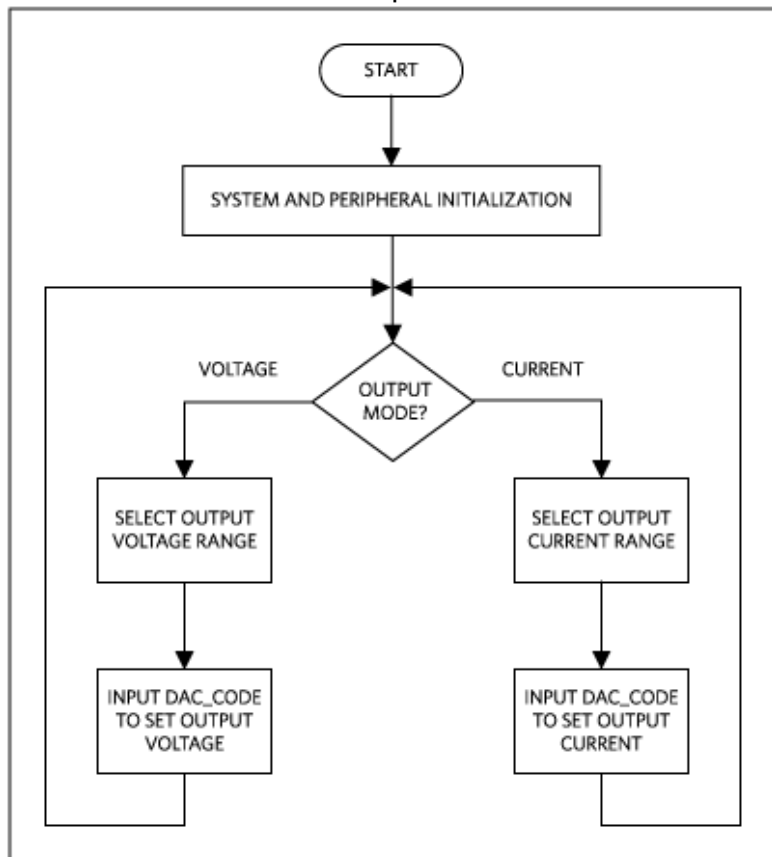 START
SYSTEM AND PERIPHERAL INITIALIZATION
VOLTAGE
CURRENT
OUTPUT
MODE?
SELECT OUTPUT
VOLTAGE RANGE
SELECT OUTPUT
CURRENT RANGE
INPUT DAC_CODE
TO SET OUTPUT
VOLTAGE
INPUT DAC_CODE
TO SET OUTPUT
CURRENT